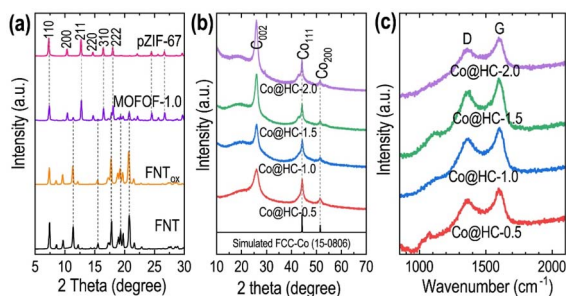 (a)
110
200
211
220
310
222
pZIF-67
MOFOF-1.0
FNTox
FNT
Intensity (a.u.)
5 10 15 20 25 30
2 Theta (degree)
(b)
C002
Co111
Co200
Co@HC-2.0
Co@HC-1.5
Co@HC-1.0
Co@HC-0.5
Simulated FCC-Co (15-0806)
Intensity (a.u.)
10 20 30 40 50 60 70
2 theta (degree)
(c)
D G
Co@HC-2.0
Co@HC-1.5
Co@HC-1.0
Co@HC-0.5
Intensity (a.u.)
1000 1500 2000
Wavenumber (cm-1)